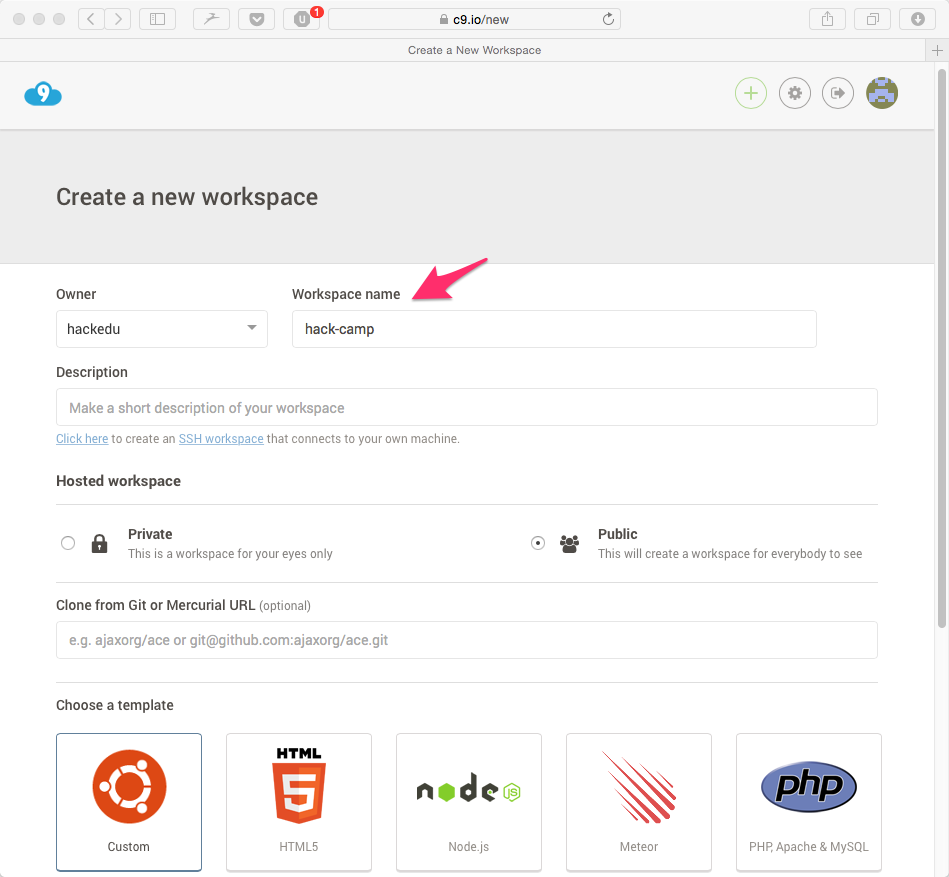 U
1
c9.io/new
Create a New Workspace
9
Create a new workspace
Owner
Workspace name
hackedu
hack-camp
Description
Make a short description of your workspace
Click here to create an SSH workspace that connects to your own machine.
Hosted workspace
Private
This is a workspace for your eyes only
Public
This will create a workspace for everybody to see
Clone from Git or Mercurial URL (optional)
e.g. ajaxorg/ace or git@github.com:ajaxorg/ace.git
Choose a template
HTML
5
node
JS
php
Custom
HTML5
Node.js
Meteor
PHP, Apache & MySQL